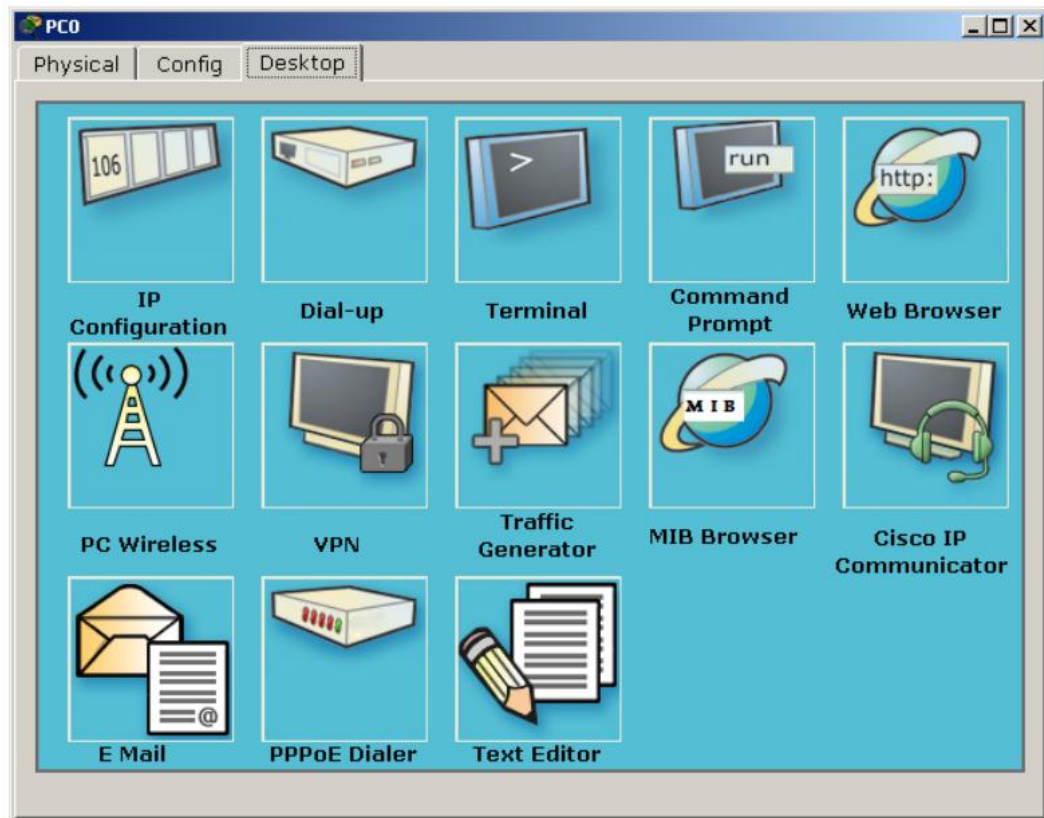 PC0
Physical Config Desktop
106
>
run
http:
IP
Configuration
Dial-up
Terminal
Command
Prompt
Web Browser
MIB
PC Wireless
VPN
Traffic
Generator
MIB Browser
Cisco IP
Communicator
@
E Mail
PPPoE Dialer
Text Editor